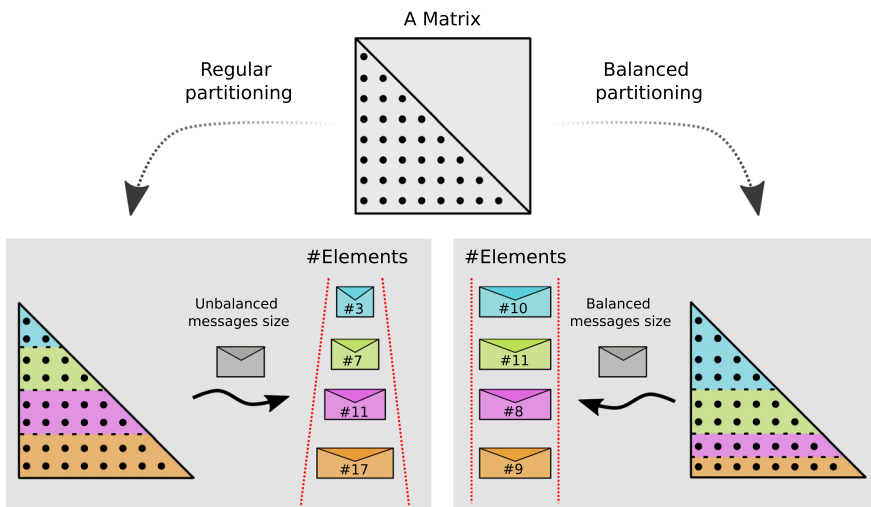 A Matrix
Regular
partitioning
Balanced
partitioning
#Elements
Unbalanced
messages size
#3
#7
#11
#17
#Elements
#10
#11
#8
#9
Balanced
messages size